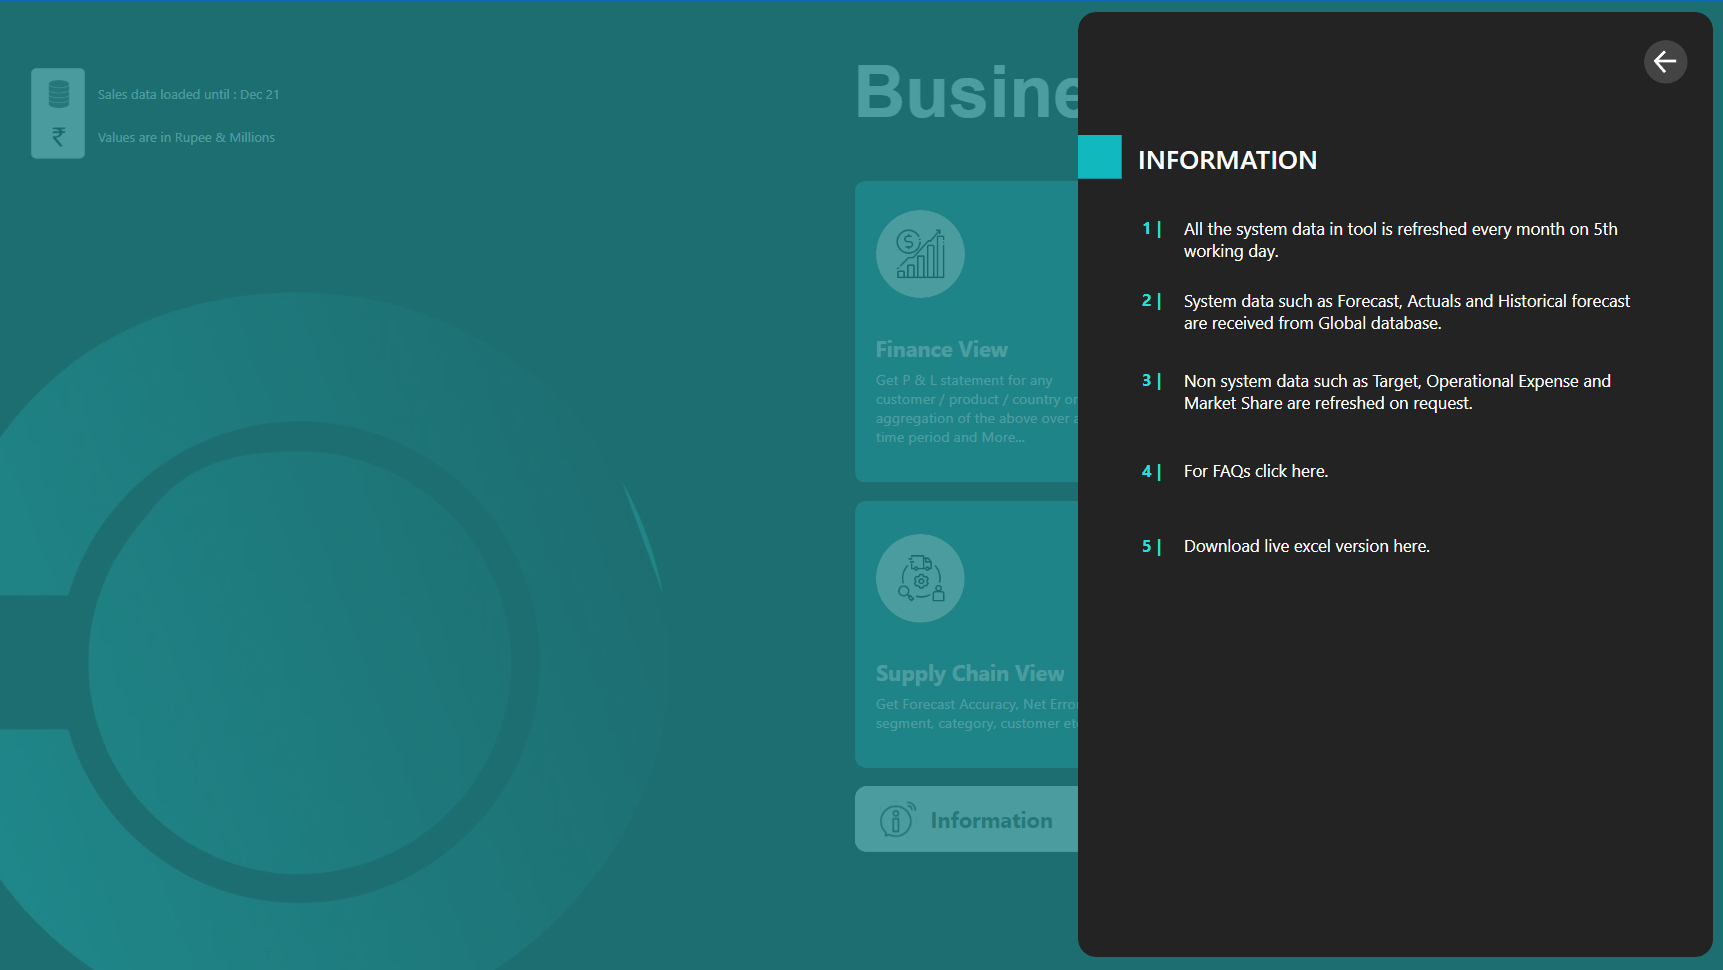 Sales data loaded until : Dec 21
₹
Values are in Rupee & Millions
Finance View
Get P & L statement for any
customer / product / country or
aggregation of the above over a
time period and More...
Supply Chain View
Get Forecast Accuracy, Net
segment, category, customer
Information
INFORMATION
1 | All the system data in tool is refreshed every month on 5th
working day.
2 | System data such as Forecast, Actuals and Historical forecast
are received from Global database.
3 | Non system data such as Target, Operational Expense and
Market Share are refreshed on request.
4 | For FAQs click here.
5 | Download live excel version here.